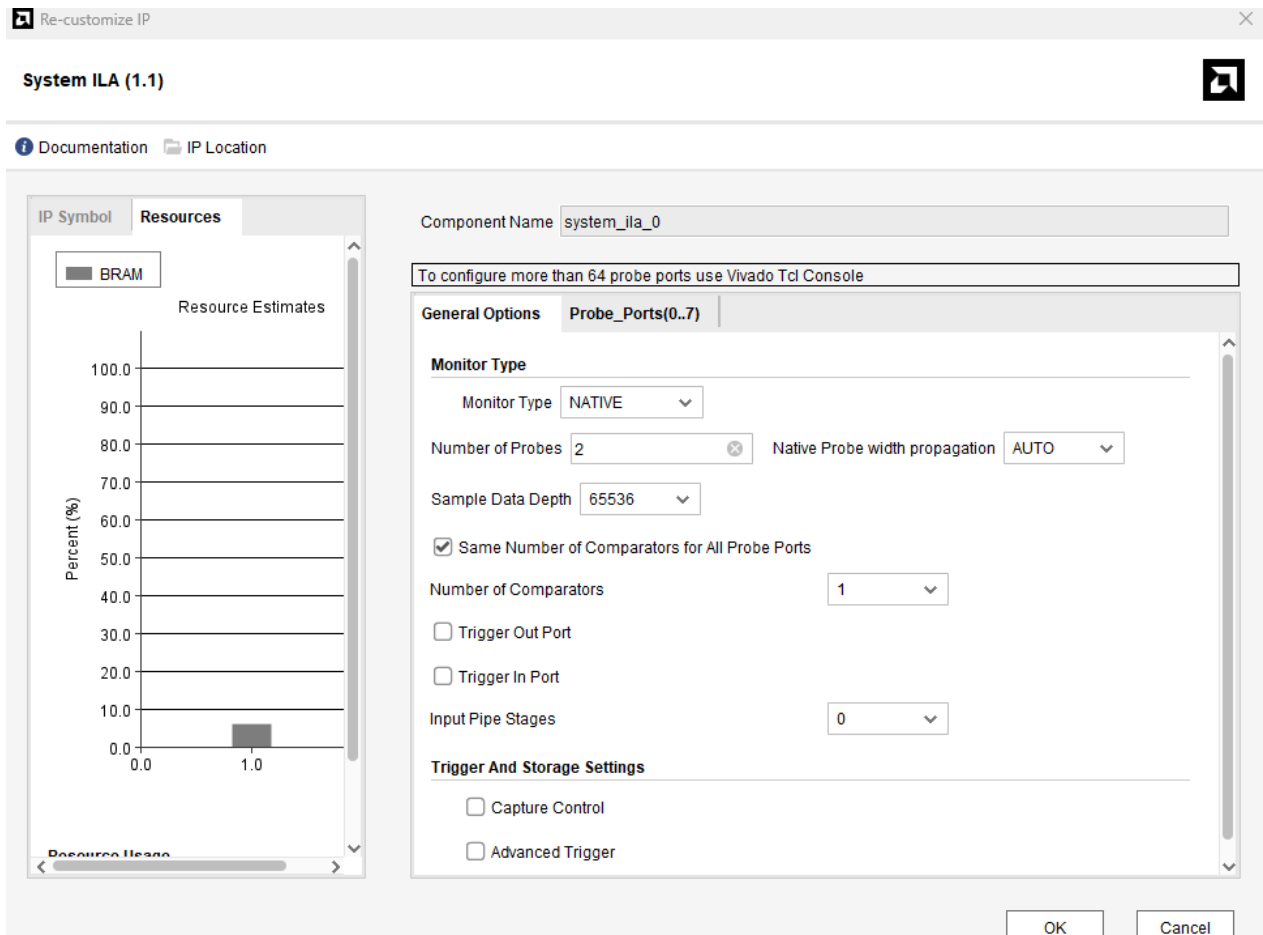 Re-customize IP
System ILA (1.1)
Documentation IP Location
IP Symbol Resources
BRAM
Resource Estimates
Percent (%)
100.0
90.0
80.0
70.0
60.0
50.0
40.0
30.0
20.0
10.0
0.0
0.0 1.0
Resource Usage
Component Name system_ila_0
To configure more than 64 probe ports use Vivado Tcl Console
General Options Probe_Ports(0..7)
Monitor Type
Monitor Type NATIVE
Number of Probes 2 Native Probe width propagation AUTO
Sample Data Depth 65536
Same Number of Comparators for All Probe Ports
Number of Comparators 1
Trigger Out Port
Trigger In Port
Input Pipe Stages 0
Trigger And Storage Settings
Capture Control
Advanced Trigger
OK Cancel